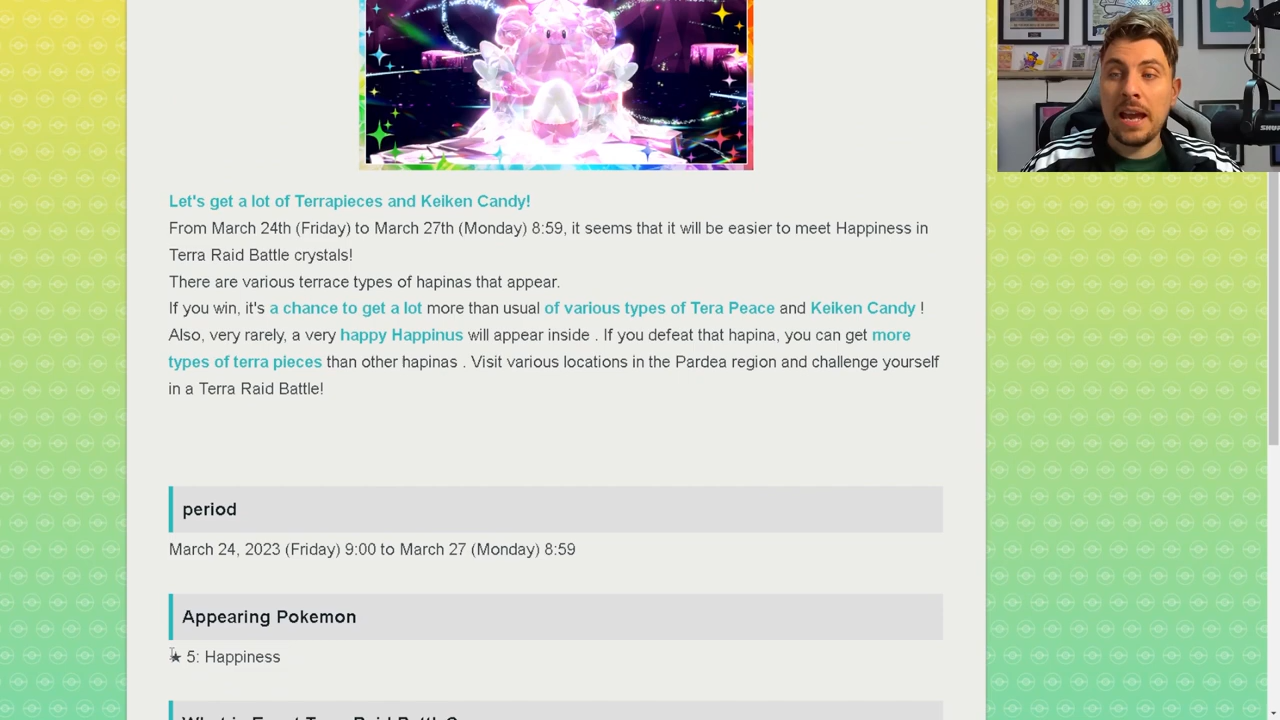 Let's get a lot of Terrapieces and Keiken Candy!
From March 24th (Friday) to March 27th (Monday) 8:59, it seems that it will be easier to meet Happiness in
Terra Raid Battle crystals!
There are various terrace types of hapinas that appear.
If you win, it's a chance to get a lot more than usual of various types of Tera Peace and Keiken Candy !
Also, very rarely, a very happy Happinus will appear inside . If you defeat that hapina, you can get more
types of terra pieces than other hapinas . Visit various locations in the Pardea region and challenge yourself
in a Terra Raid Battle!
period
March 24, 2023 (Friday) 9:00 to March 27 (Monday) 8:59
Appearing Pokemon
★ 5: Happiness